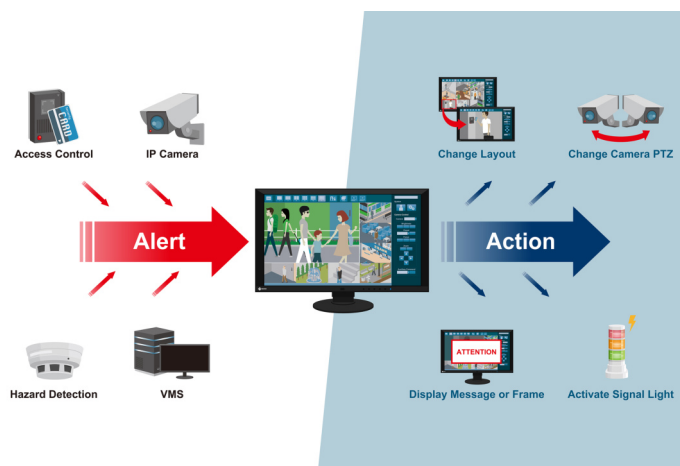 Access Control
IP Camera
Change Layout
Change Camera PTZ
CARD
Alert
Action
ATTENTION
Hazard Detection
VMS
Display Message or Frame
Activate Signal Light